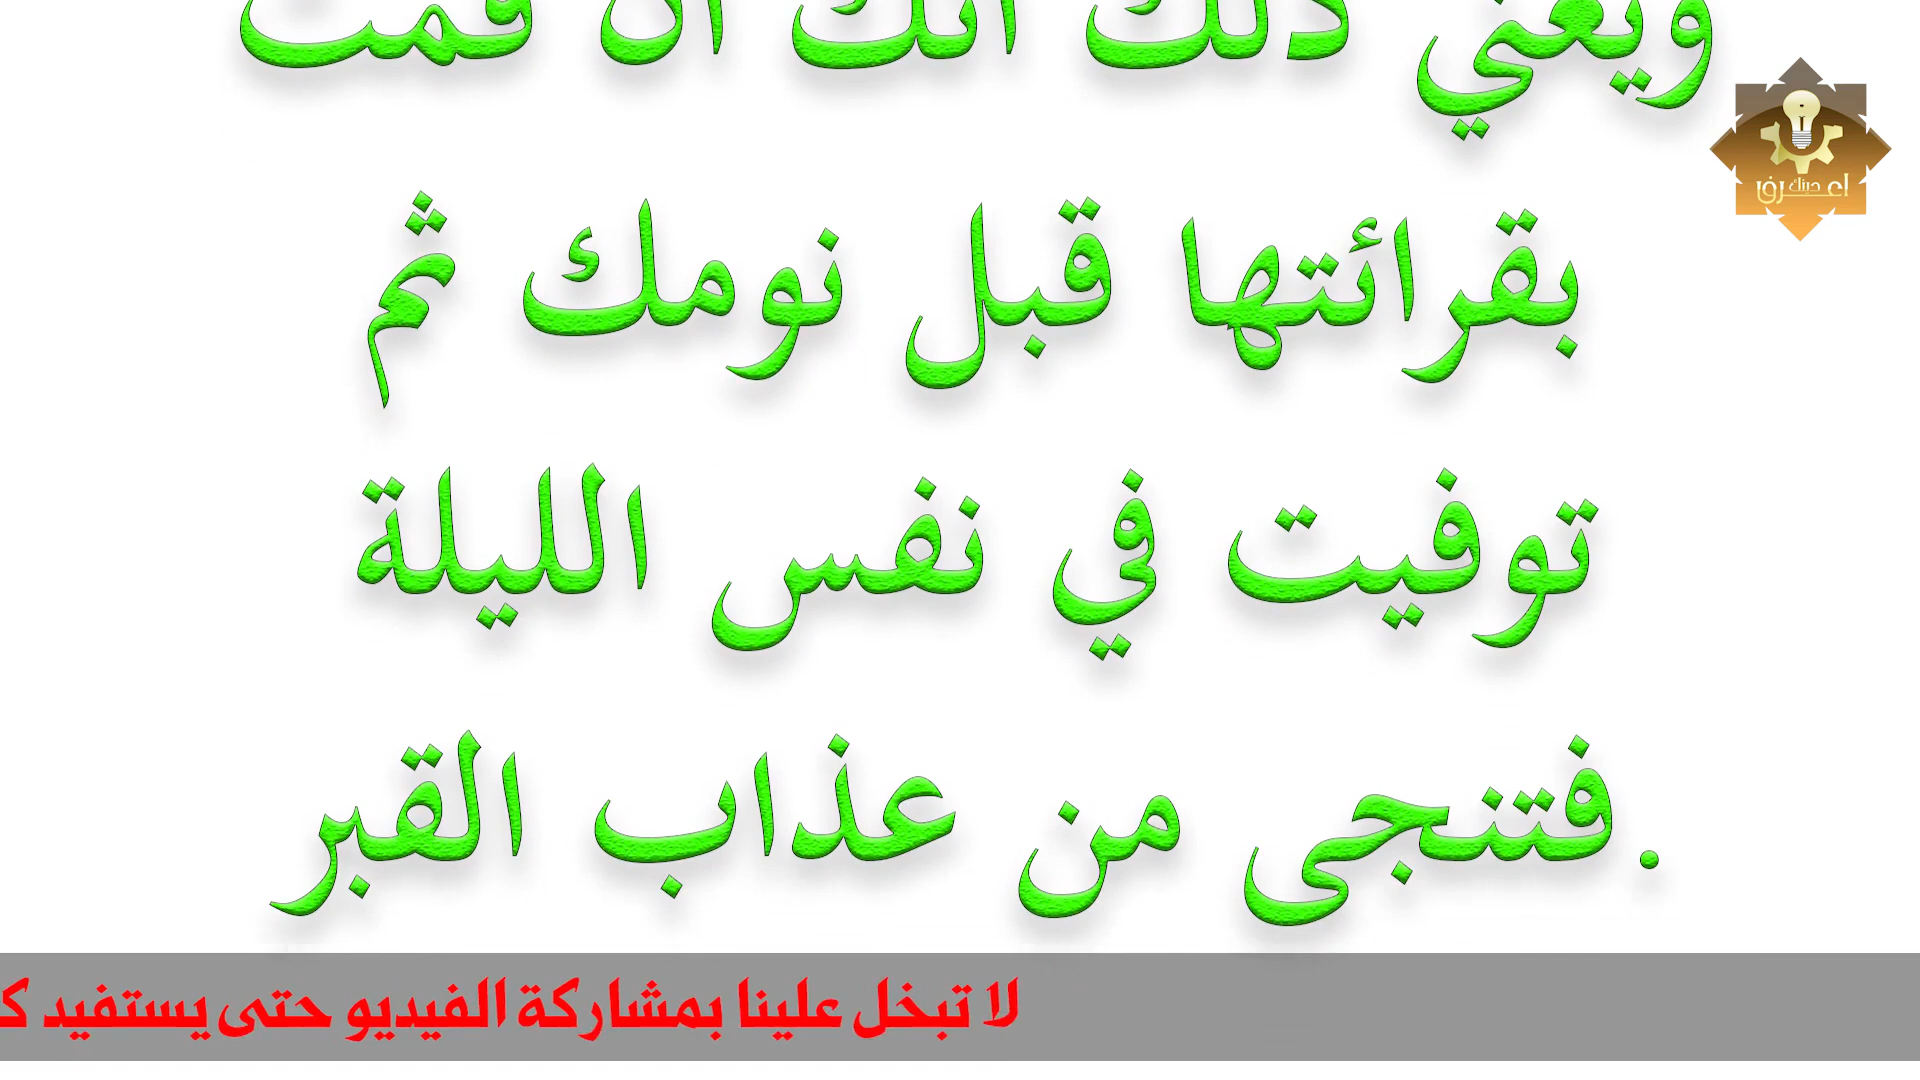 ويعني ذلك أنك أن قمت
بقرائتها قبل نومك ثم
توفيت في نفس الليلة
.فتنجى من عذاب القبر
لا تبخل علينا بمشاركة الفيديو حتى يستفيد